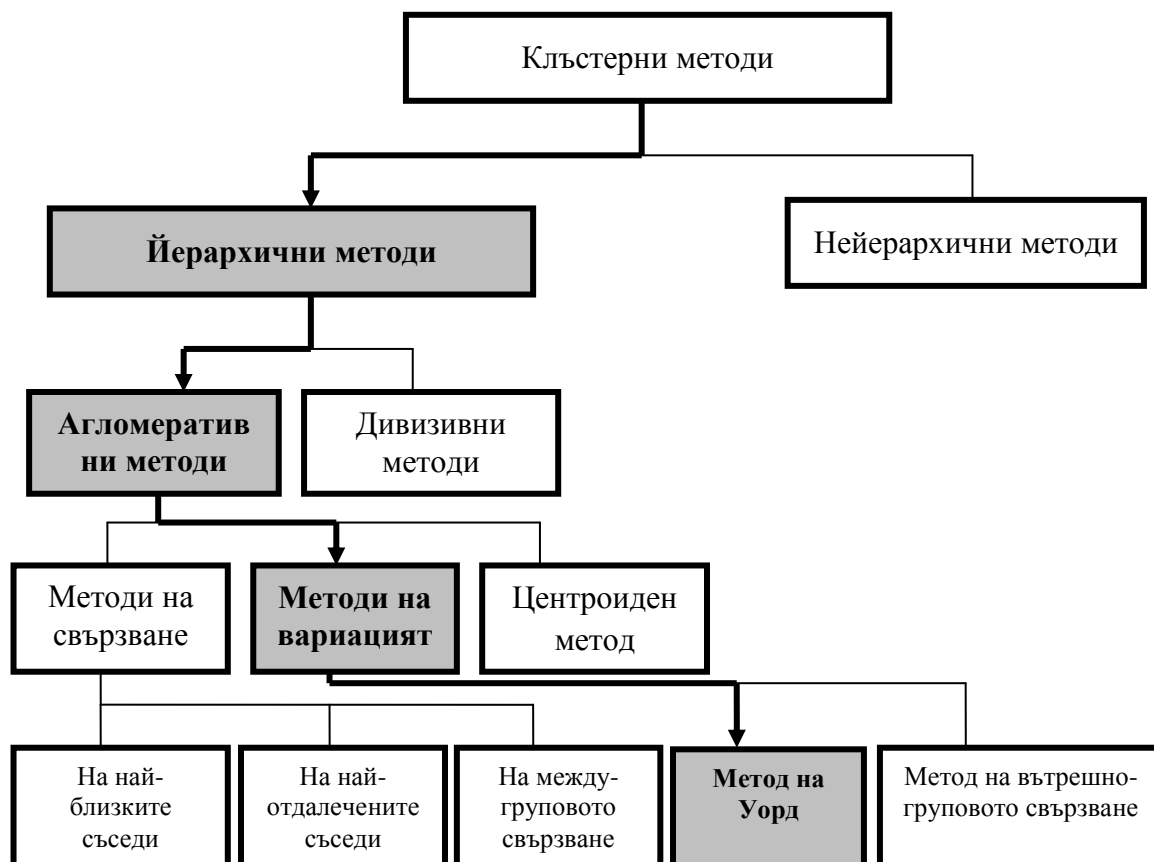 Клъстерни методи
Йерархични методи
Нейерархични методи
Агломератив
ни методи
Дивизивни
методи
Методи на
свързване
Методи на
вариацият
Центроиден
метод
На най-
близките
съседи
На най-
отдалечените
съседи
На между-
груповото
свързване
Метод на
Уорд
Метод на вътрешно-
груповото свързване